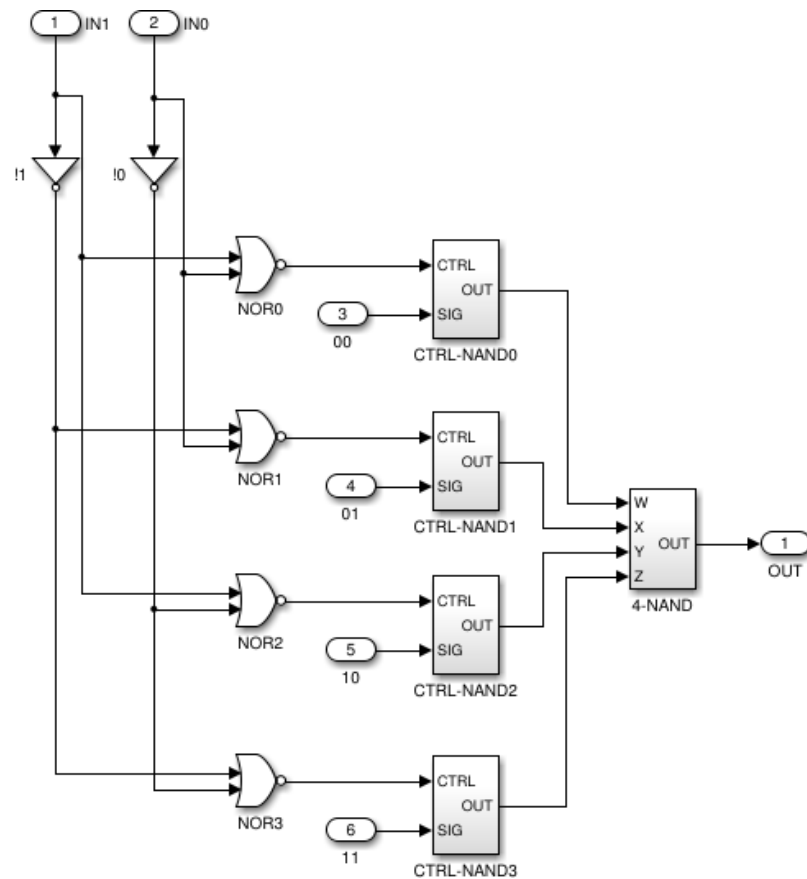 1 IN1
2 IN0
!1
!0
NOR0
CTRL
OUT
SIG
3
00
CTRL-NAND0
NOR1
CTRL
OUT
SIG
4
01
CTRL-NAND1
W
X
Y
Z
OUT
4-NAND
1
OUT
NOR2
CTRL
OUT
SIG
5
10
CTRL-NAND2
NOR3
CTRL
OUT
SIG
6
11
CTRL-NAND3